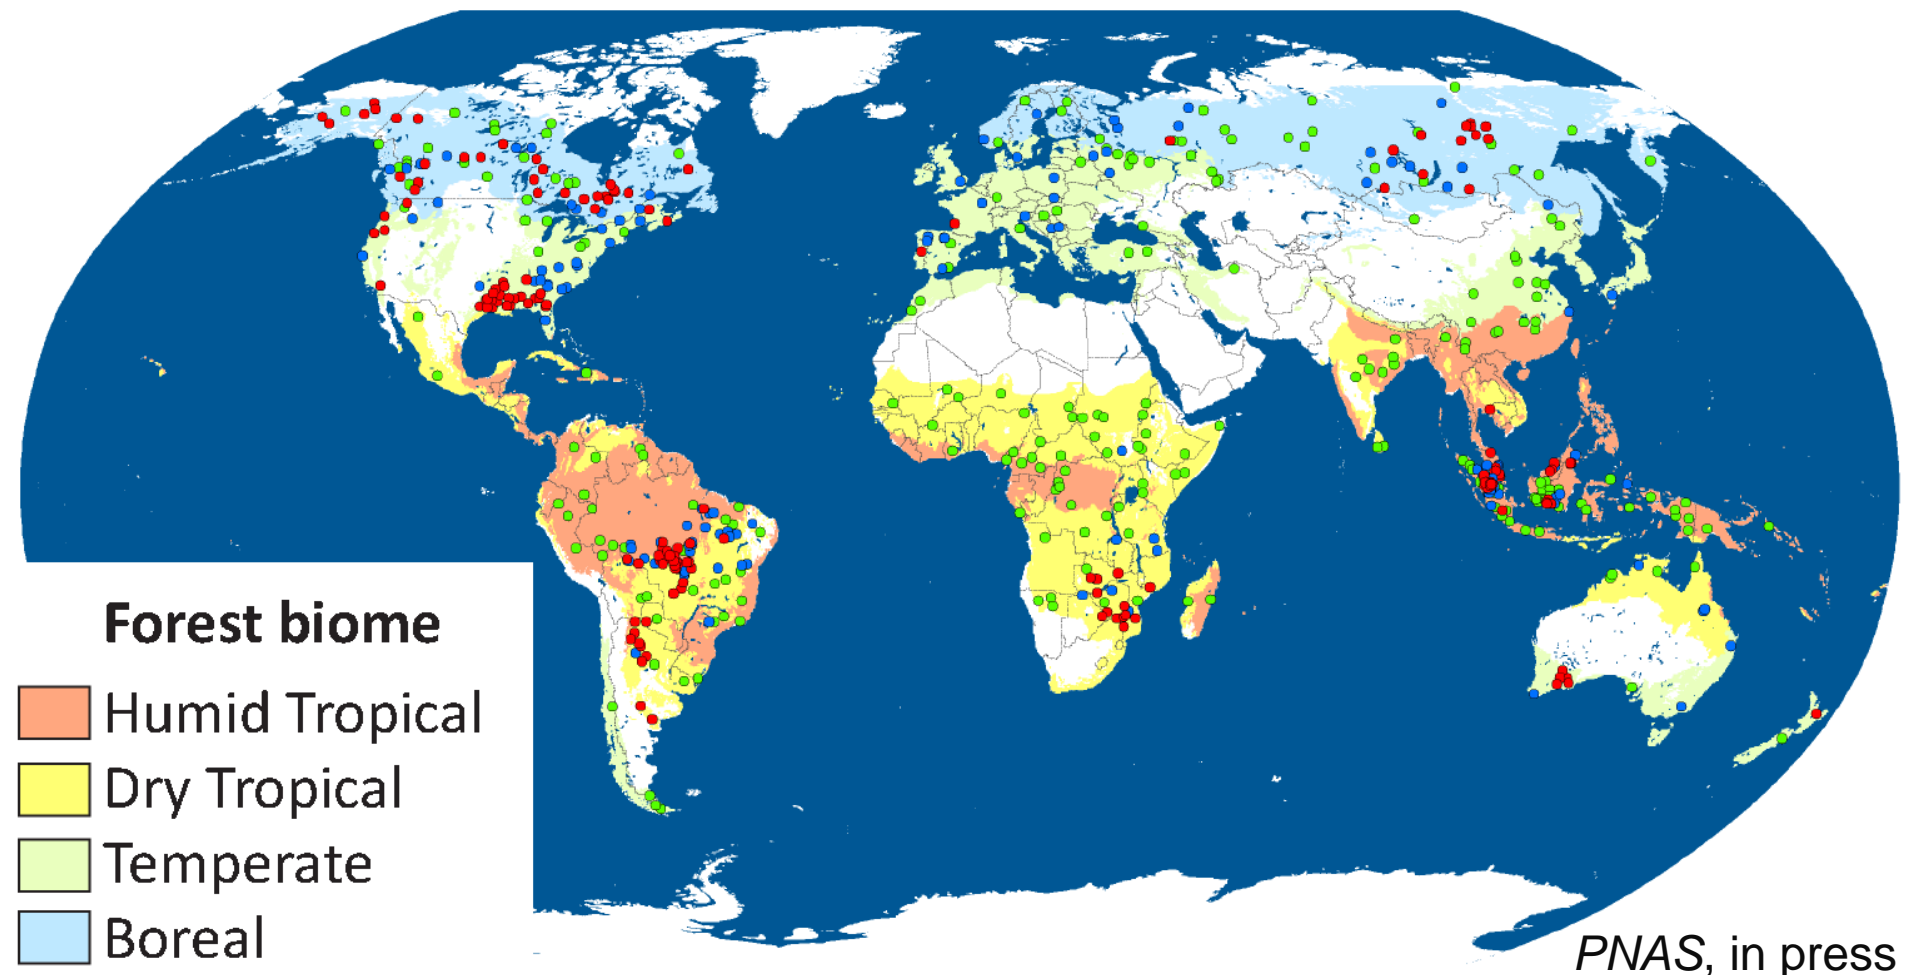 Forest biome
Humid Tropical
Dry Tropical
Temperate
Boreal
PNAS, in press